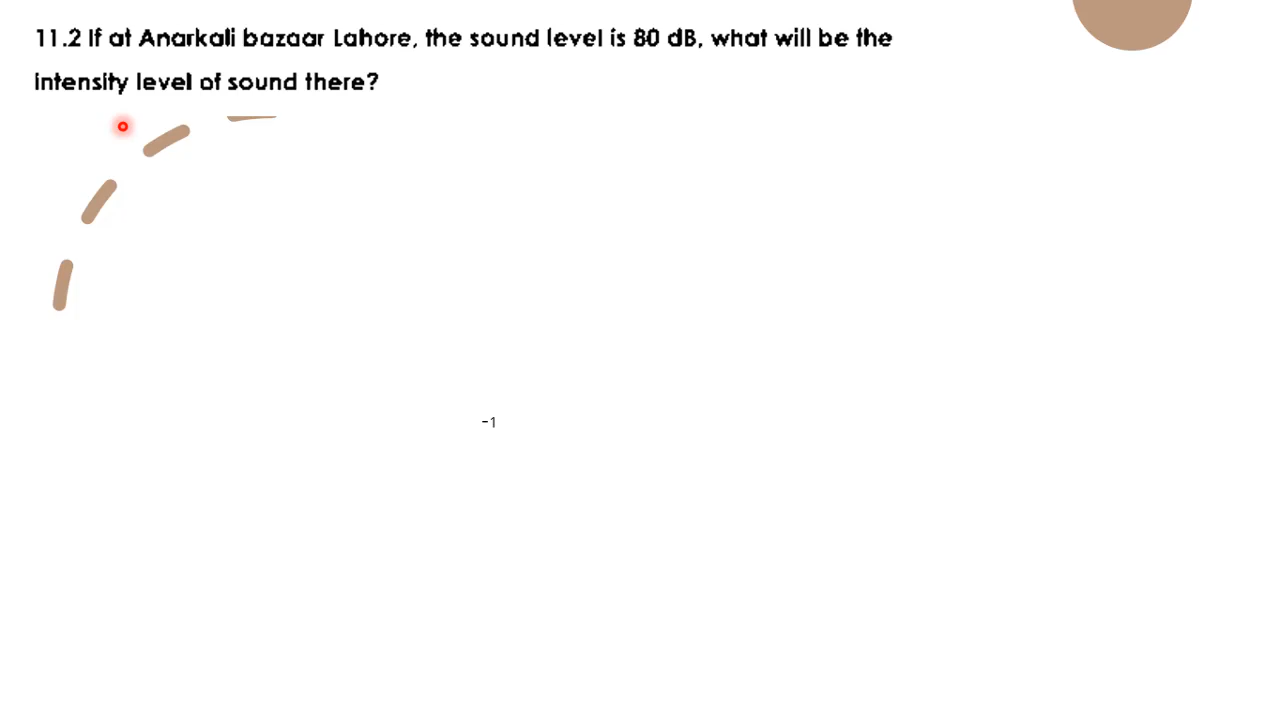 11.2 If at Anarkali bazaar Lahore, the sound level is 80 dB, what will be the
intensity level of sound there?
-1